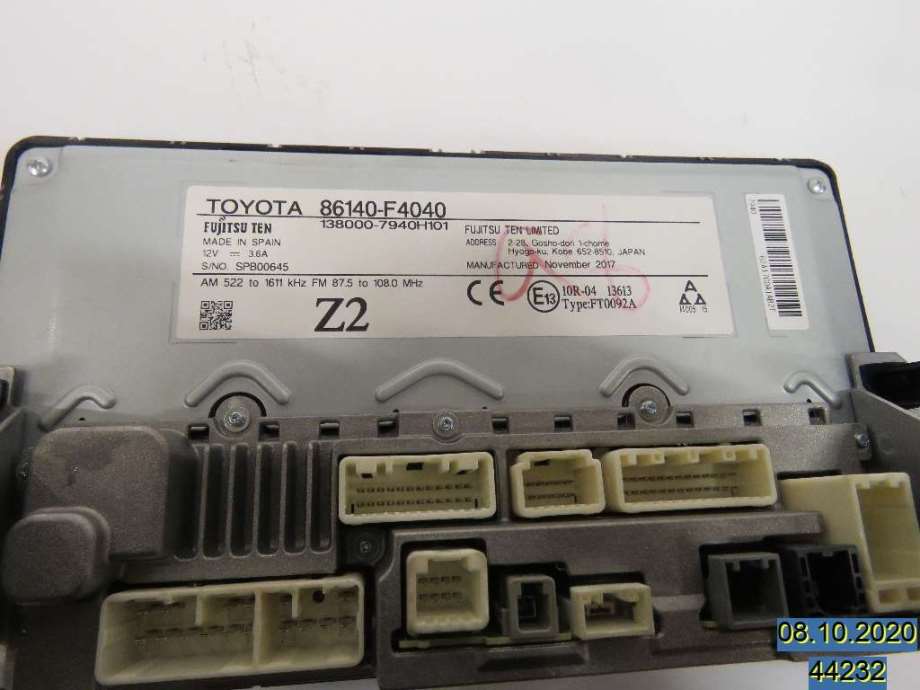 TOYOTA 86140-F4040
FUJITSU TEN 138000-7940H101
MADE IN SPAIN
12V 3.6A
S/NO. SPB00645
FUJITSU TEN LIMITED
ADDRESS 2-28, Gosho-dori 1-chome
Hyogo-ku, Kobe 652-8510, JAPAN
MANUFACTURED November 2017
AM 522 to 1611 kHz FM 87.5 to 108.0 MHz
Z2
CE
E13
10R-04 13613
Type:FT0092A
A
A A
7940
08.10.2020
44232